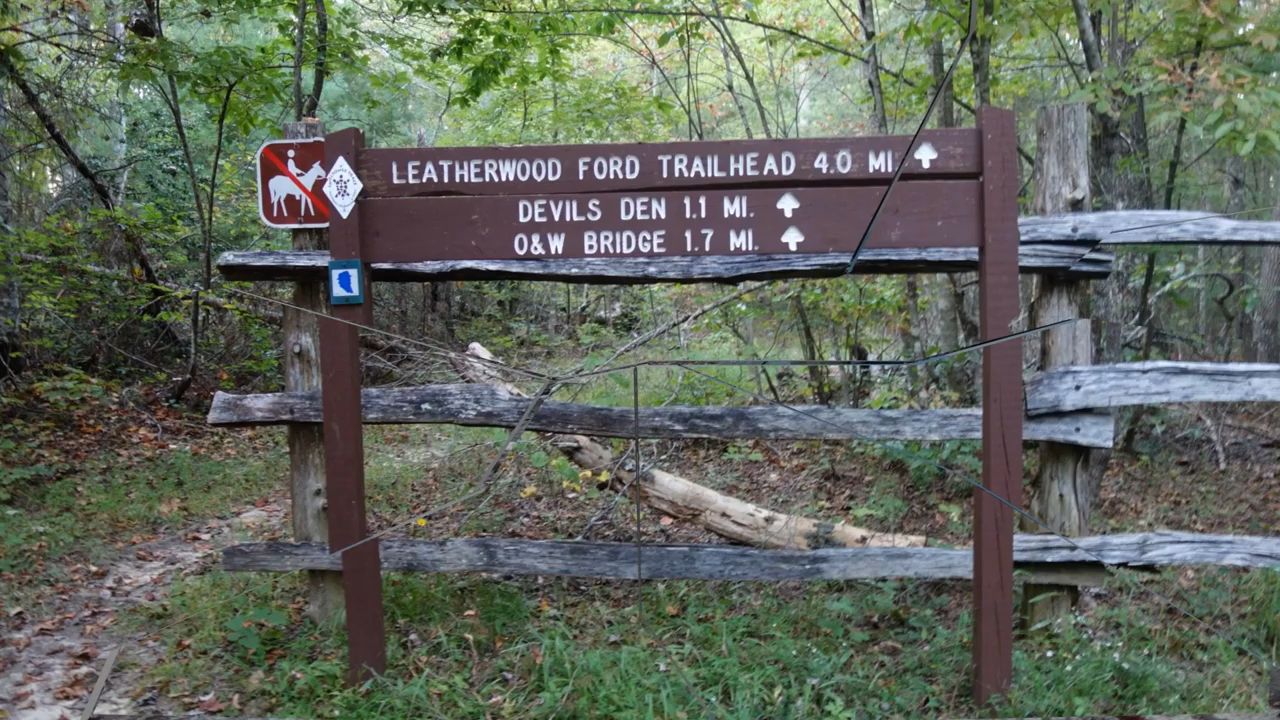 LEATHERWOOD FORD TRAILHEAD 4.0 MI
DEVILS DEN 1.1 MI.
O&W BRIDGE 1.7 MI.